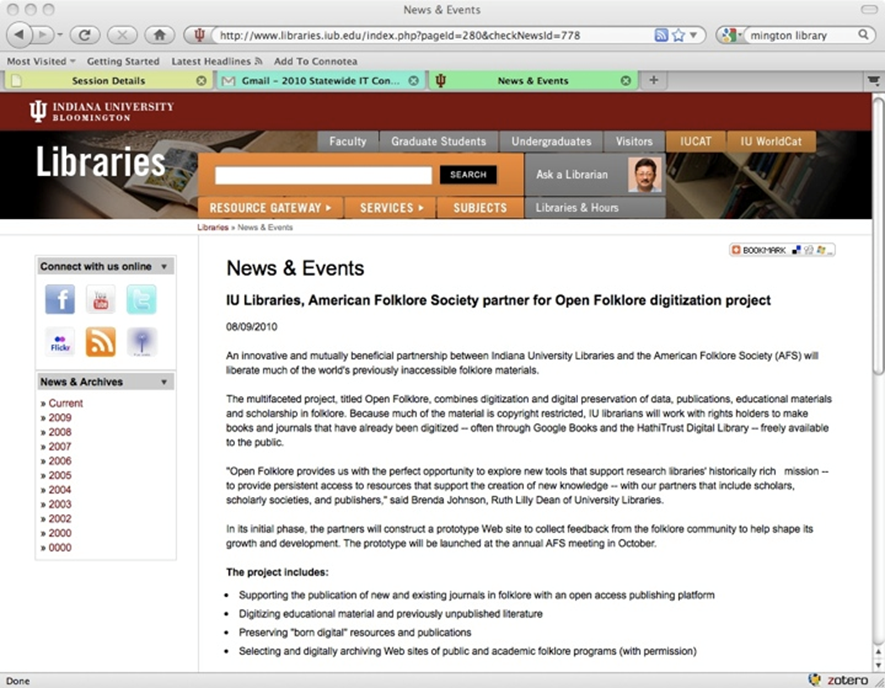 News & Events
http://www.libraries.iub.edu/index.php?pageId=280&checkNewsId=778
mington library
Most Visited Getting Started Latest Headlines Add To Connotea
Session Details
Gmail – 2010 Statewide IT Con...
News & Events
INDIANA UNIVERSITY
BLOOMINGTON
Faculty Graduate Students Undergraduates Visitors IUCAT IU WorldCat
Libraries
SEARCH
Ask a Librarian
RESOURCE GATEWAY SERVICES SUBJECTS
Libraries & Hours
Libraries » News & Events
BOOKMARK
Connect with us online
flickr
News & Archives
» Current
» 2009
» 2008
» 2007
» 2006
» 2005
» 2004
» 2003
» 2002
» 2000
» 0000
News & Events
IU Libraries, American Folklore Society partner for Open Folklore digitization project
08/09/2010
An innovative and mutually beneficial partnership between Indiana University Libraries and the American Folklore Society (AFS) will
liberate much of the world's previously inaccessible folklore materials.
The multifaceted project, titled Open Folklore, combines digitization and digital preservation of data, publications, educational materials
and scholarship in folklore. Because much of the material is copyright restricted, IU librarians will work with rights holders to make
books and journals that have already been digitized -- often through Google Books and the HathiTrust Digital Library -- freely available
to the public.
"Open Folklore provides us with the perfect opportunity to explore new tools that support research libraries' historically rich mission --
to provide persistent access to resources that support the creation of new knowledge -- with our partners that include scholars,
scholarly societies, and publishers," said Brenda Johnson, Ruth Lilly Dean of University Libraries.
In its initial phase, the partners will construct a prototype Web site to collect feedback from the folklore community to help shape its
growth and development. The prototype will be launched at the annual AFS meeting in October.
The project includes:
• Supporting the publication of new and existing journals in folklore with an open access publishing platform
• Digitizing educational material and previously unpublished literature
• Preserving "born digital" resources and publications
• Selecting and digitally archiving Web sites of public and academic folklore programs (with permission)
Done
zotero